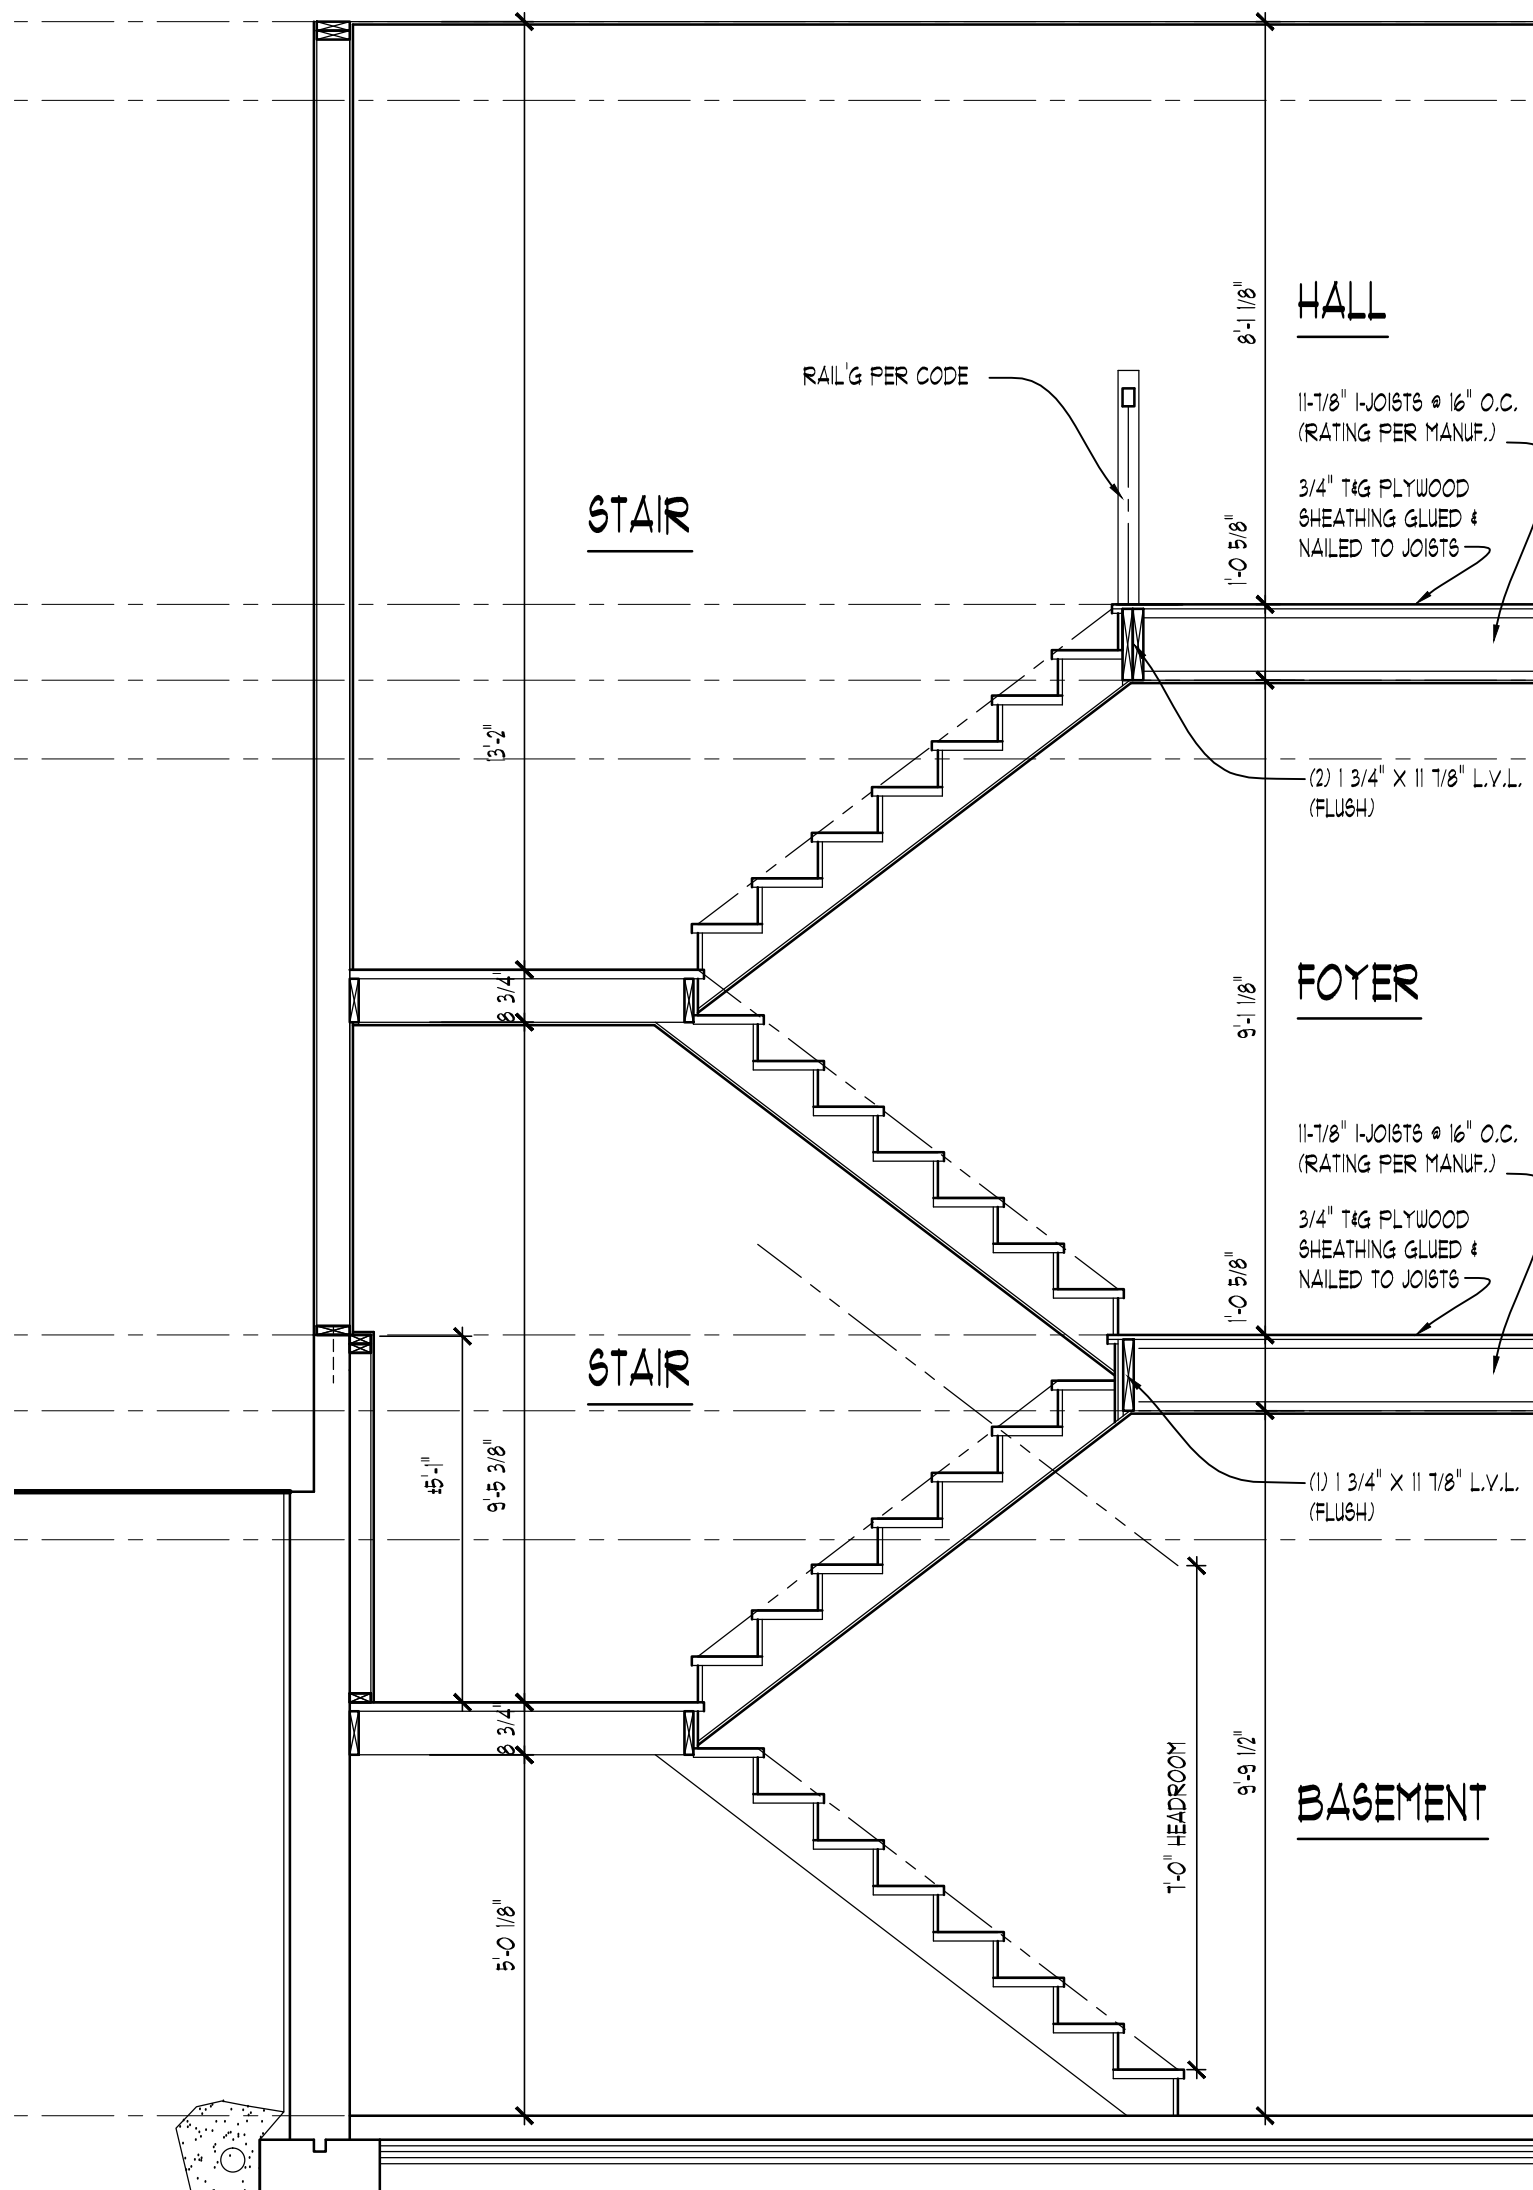 8'-1 1/8"
HALL
RAIL'G PER CODE
11-7/8" I-JOISTS @ 16" O.C.
(RATING PER MANUF.)
3/4" T&G PLYWOOD
SHEATHING GLUED &
NAILED TO JOISTS
STAIR
1'-0 5/8"
13'-2"
(2) 1 3/4" X 11 7/8" L.V.L.
(FLUSH)
8 3/4"
9'-1 1/8"
FOYER
11-7/8" I-JOISTS @ 16" O.C.
(RATING PER MANUF.)
3/4" T&G PLYWOOD
SHEATHING GLUED &
NAILED TO JOISTS
1'-0 5/8"
STAIR
±5'-1"
9'-5 3/8"
(1) 1 3/4" X 11 7/8" L.V.L.
(FLUSH)
8 3/4"
7'-0" HEADROOM
9'-9 1/2"
BASEMENT
5'-0 1/8"